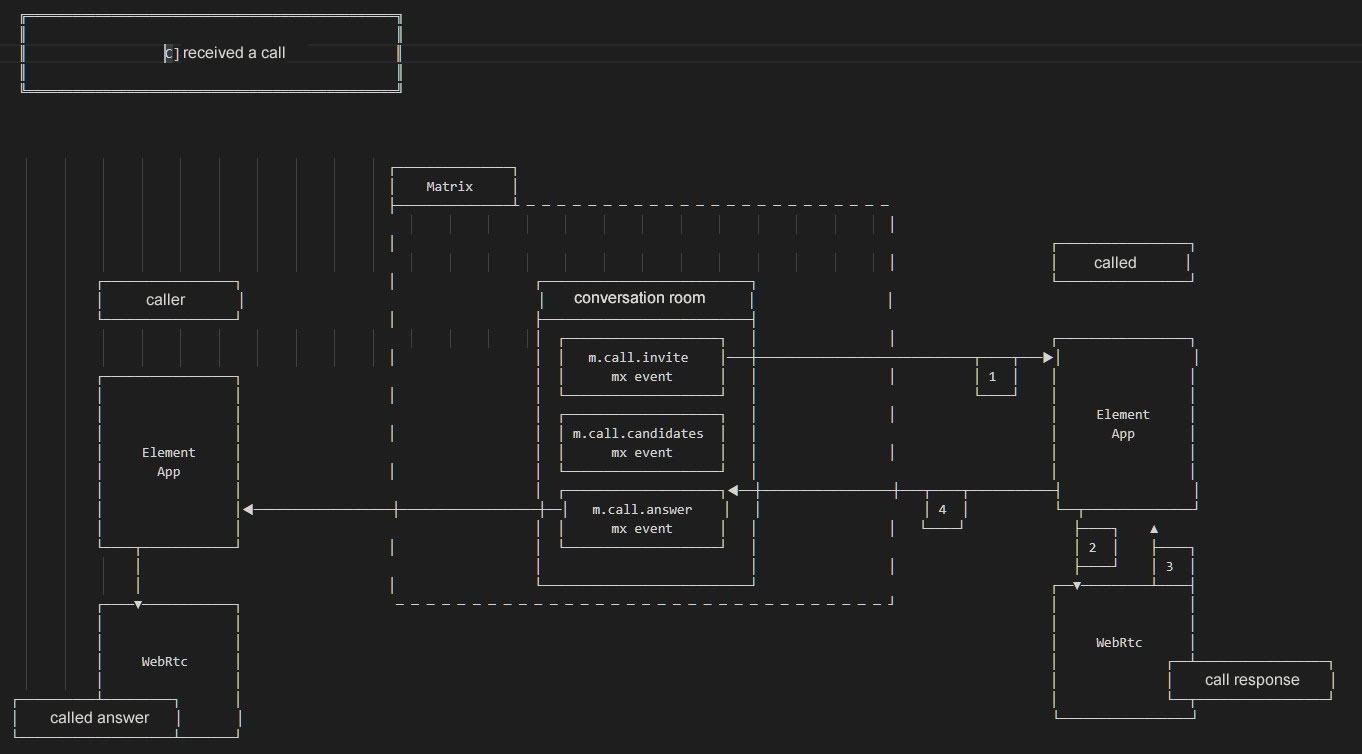 C] received a call
Matrix
called
caller
conversation room
m.call.invite
mx event
1
Element
App
m.call.candidates
mx event
Element
App
m.call.answer
mx event
4
2
3
WebRtc
WebRtc
call response
called answer